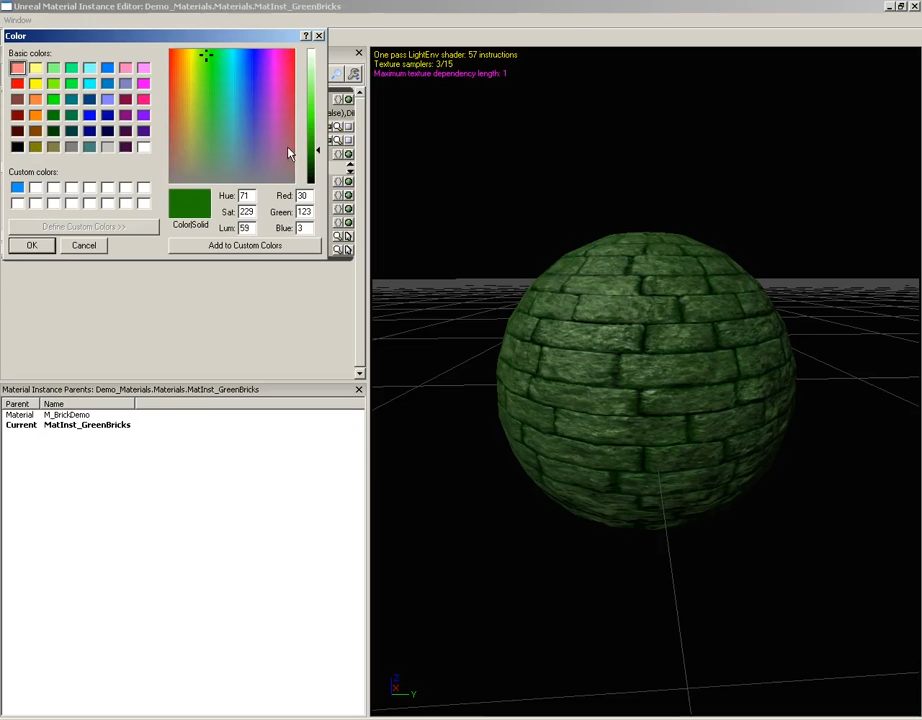 Unreal Material Instance Editor: Demo_Materials.Materials.MatInst_GreenBricks
Window
Color
Basic colors:
Custom colors:
Define Custom Colors >>
OK
Cancel
Color|Solid
Hue: 71
Sat: 229
Lum: 59
Red: 30
Green: 123
Blue: 3
Add to Custom Colors
alse),Di
One pass LightEnv shader: 57 instructions
Texture samplers: 3/15
Maximum texture dependency length: 1
Material Instance Parents: Demo_Materials.Materials.MatInst_GreenBricks
Parent Name
Material M_BrickDemo
Current MatInst_GreenBricks
Z
X
Y